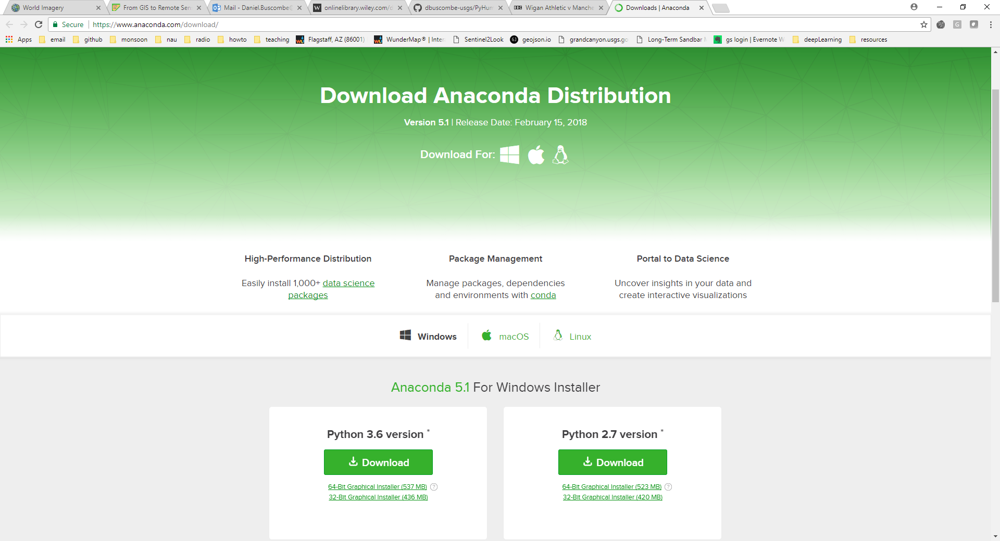 World Imagery
From GIS to Remote Sen
Mail - Daniel.Buscombe@
onlinelibrary.wiley.com/d
dbuscombe-usgs/PyHum
Wigan Athletic v Manche
Downloads | Anaconda
Secure
https://www.anaconda.com/download/
G
Apps
email
github
monsoon
nau
radio
howto
teaching
Flagstaff, AZ (86001)
WunderMap® | Inter
Sentinel2Look
geojson.io
grandcanyon.usgs.go
Long-Term Sandbar
gs login | Evernote W
deepLearning
resources
Download Anaconda Distribution
Version 5.1 | Release Date: February 15, 2018
Download For:
High-Performance Distribution
Easily install 1,000+ data science
packages
Package Management
Manage packages, dependencies
and environments with conda
Portal to Data Science
Uncover insights in your data and
create interactive visualizations
Windows
macOS
Linux
Anaconda 5.1 For Windows Installer
Python 3.6 version *
Download
64-Bit Graphical Installer (537 MB) ?
32-Bit Graphical Installer (436 MB)
Python 2.7 version *
Download
64-Bit Graphical Installer (523 MB) ?
32-Bit Graphical Installer (420 MB)